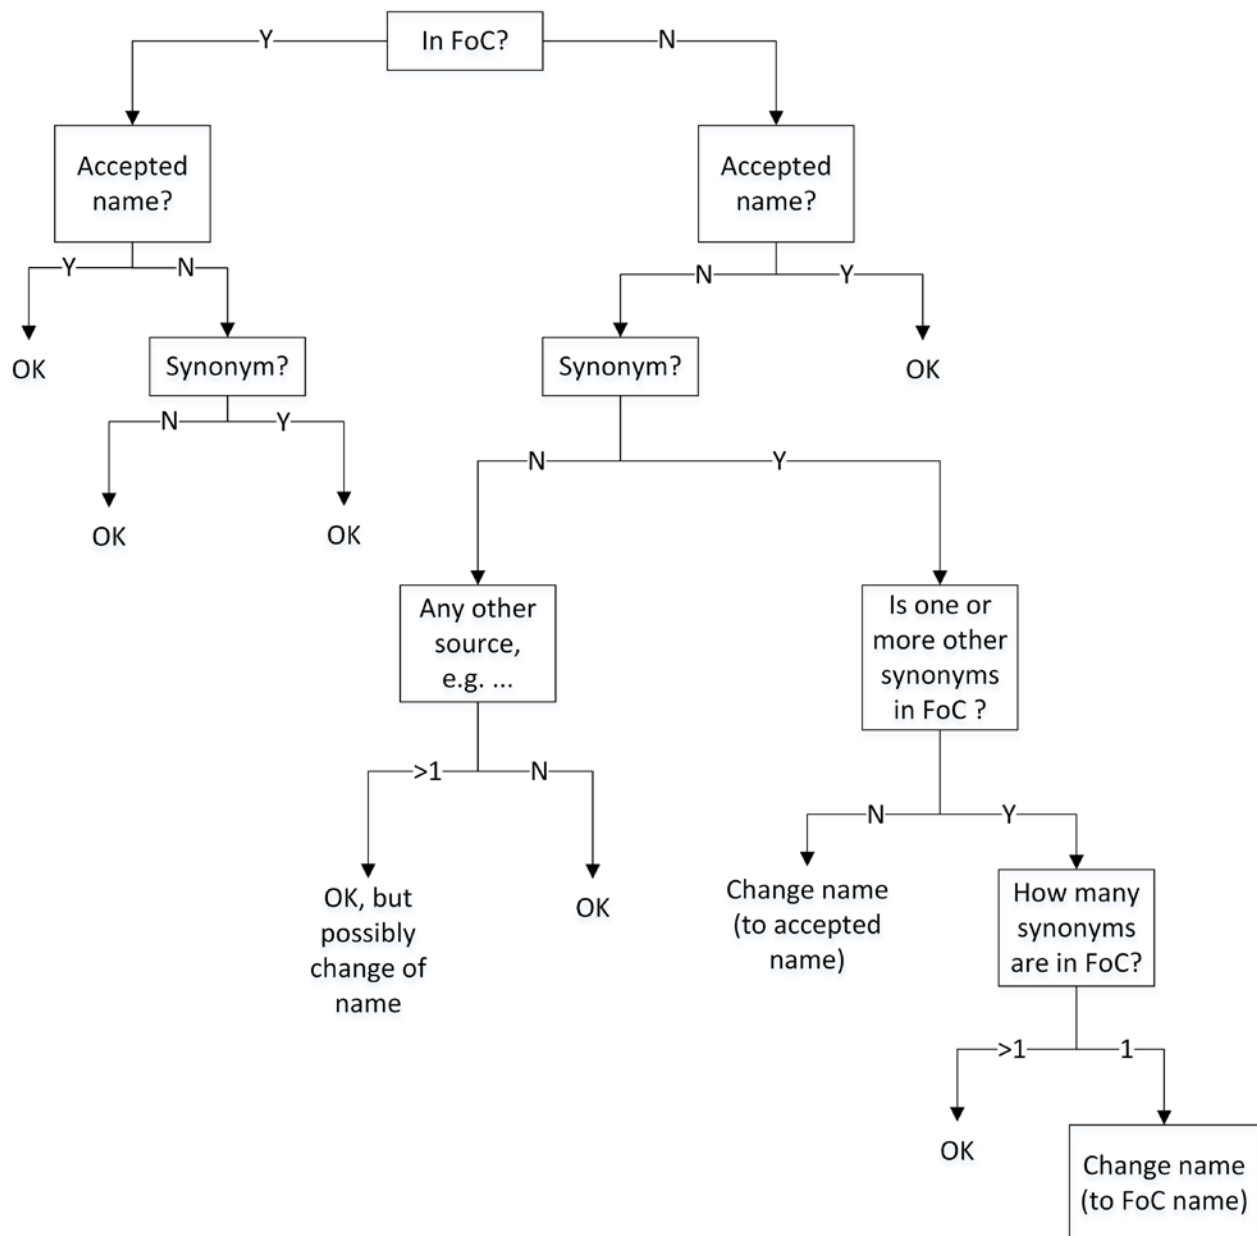 In FoC?
Y
N
Accepted
name?
Accepted
name?
Y
N
N
Y
OK
Synonym?
Synonym?
OK
N
Y
N
Y
OK
OK
Any other
source,
e.g. ...
Is one or
more other
synonyms
in FoC ?
>1
N
N
Y
OK, but
possibly
change of
name
OK
Change name
(to accepted
name)
How many
synonyms
are in FoC?
>1
1
OK
Change name
(to FoC name)